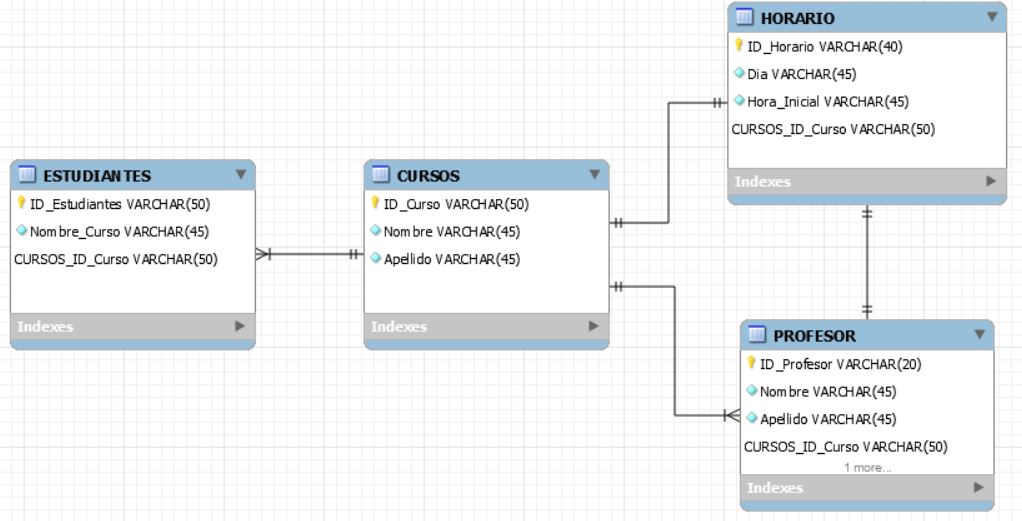 HORARIO
ID_Horario VARCHAR(40)
Dia VARCHAR(45)
Hora_Inicial VARCHAR(45)
CURSOS_ID_Curso VARCHAR(50)
Indexes
ESTUDIANTES
ID_Estudiantes VARCHAR(50)
Nombre_Curso VARCHAR(45)
CURSOS_ID_Curso VARCHAR(50)
Indexes
CURSOS
ID_Curso VARCHAR(50)
Nombre VARCHAR(45)
Apellido VARCHAR(45)
Indexes
PROFESOR
ID_Profesor VARCHAR(20)
Nombre VARCHAR(45)
Apellido VARCHAR(45)
CURSOS_ID_Curso VARCHAR(50)
1 more...
Indexes